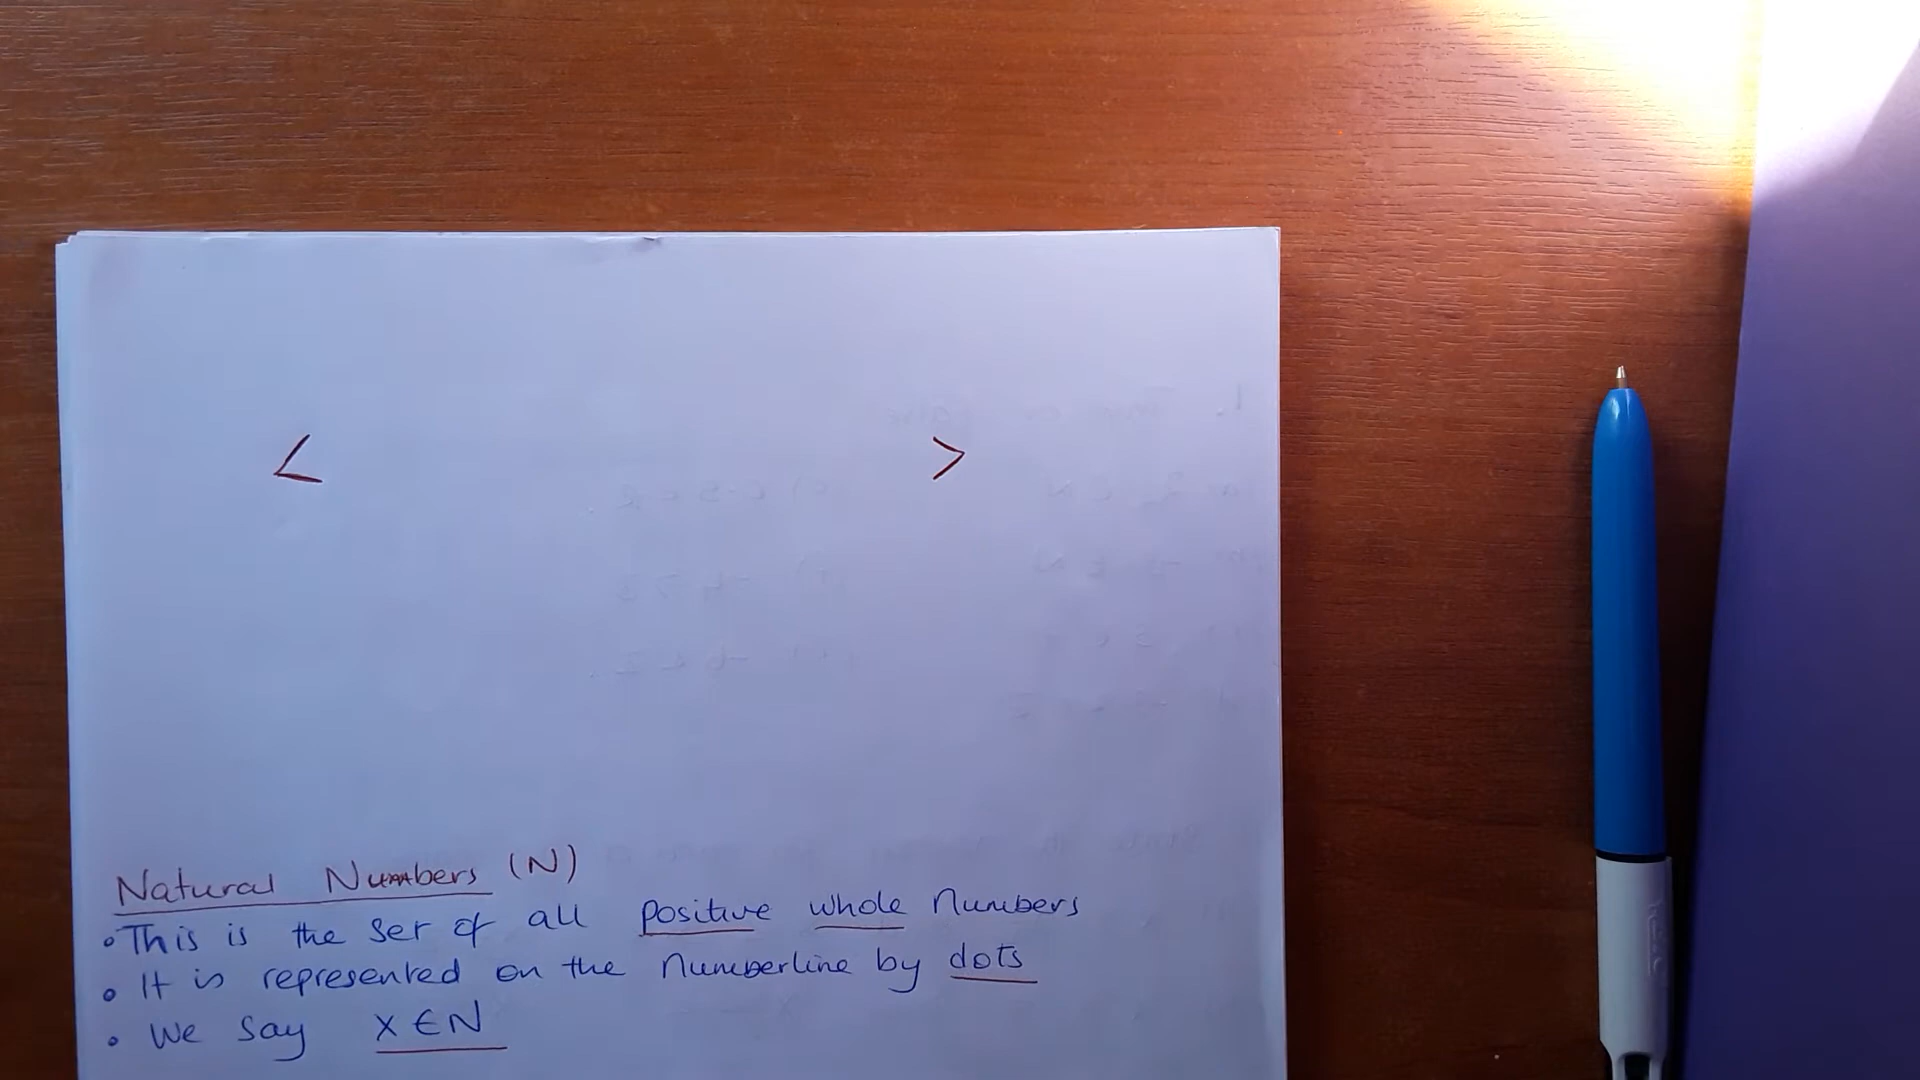 < >
Natural Numbers (N)
• This is the set of all positive whole numbers
• It is represented on the numberline by dots
• We say x ∈ N